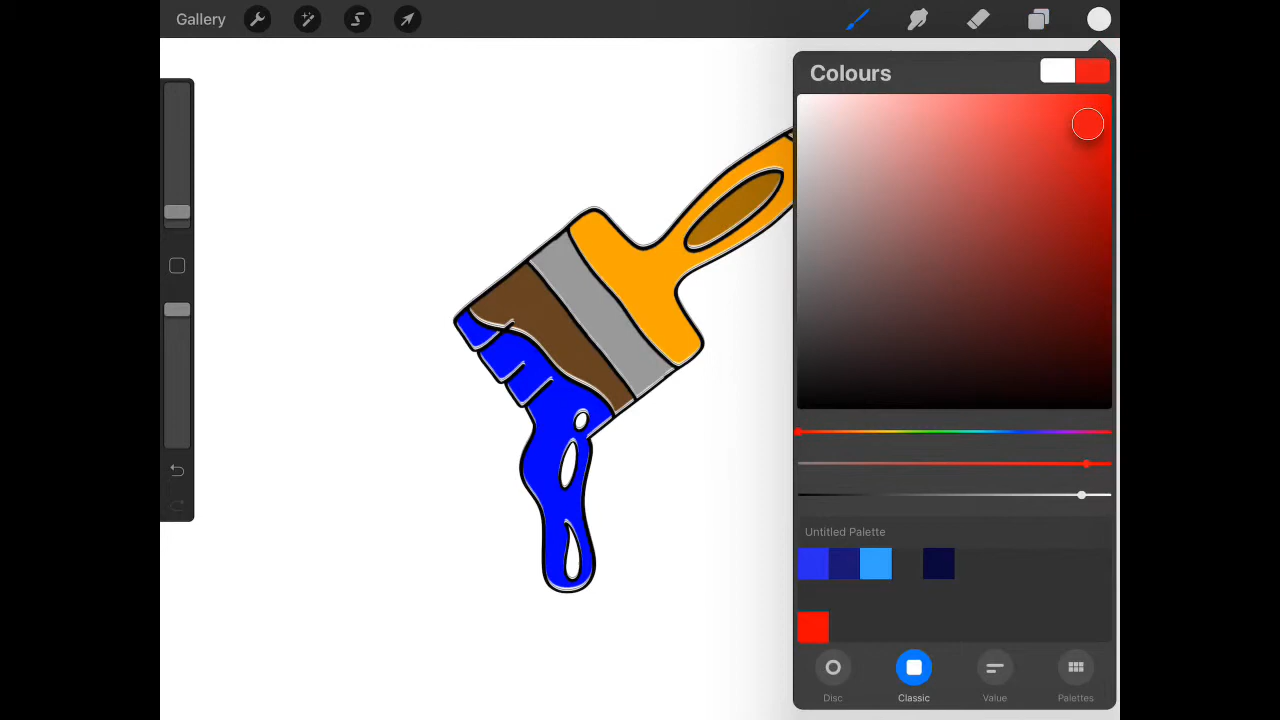 Gallery
Colours
Untitled Palette
Disc
Classic
Value
Palettes